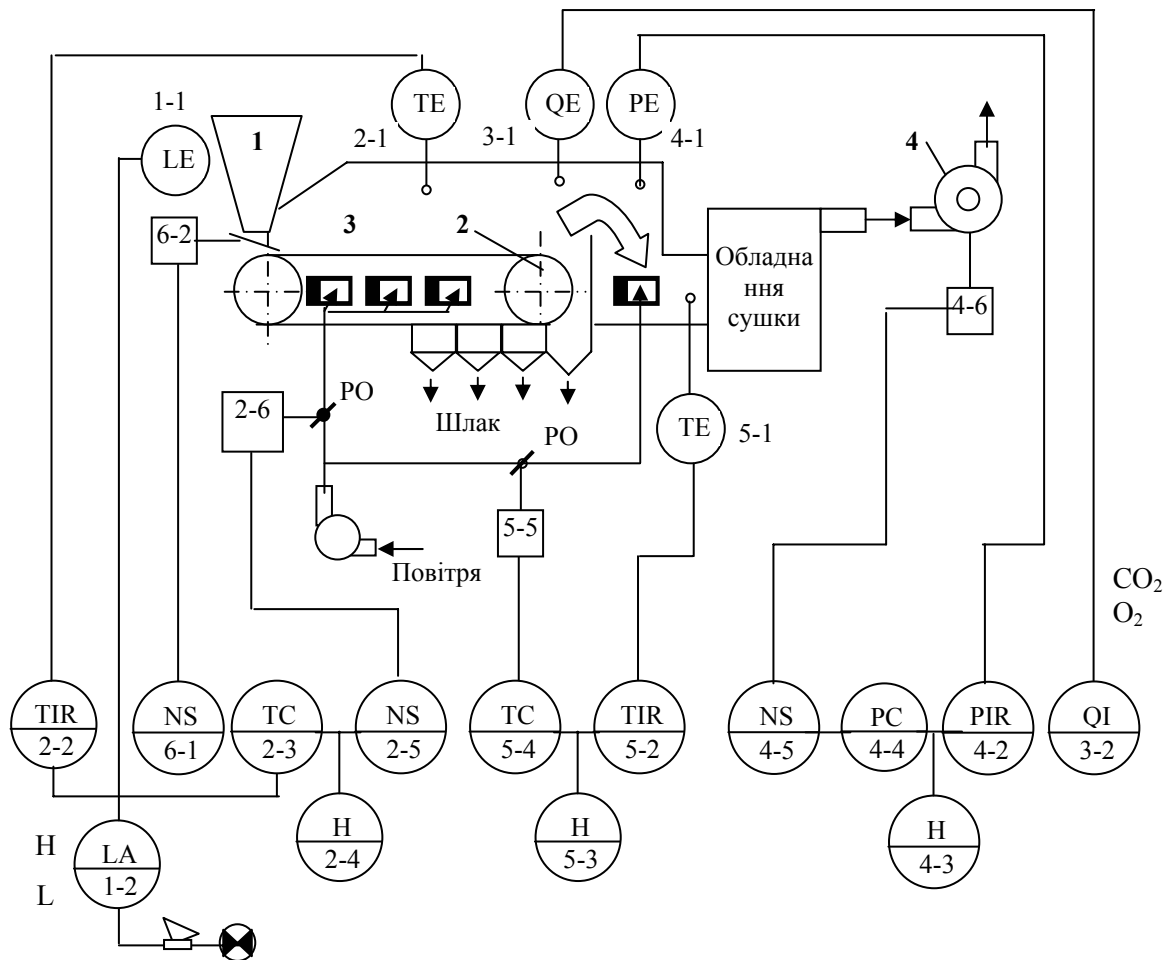 TE
QE
PE
1-1
1
2-1
3-1
4-1
4
LE
6-2
3
2
Обладна
ння
сушки
4-6
РО
2-6
Шлак
РО
TE
5-1
5-5
Повітря
CO₂
O₂
TIR
2-2
NS
6-1
TC
2-3
NS
2-5
TC
5-4
TIR
5-2
NS
4-5
PC
4-4
PIR
4-2
QI
3-2
H
L
LA
1-2
H
2-4
H
5-3
H
4-3